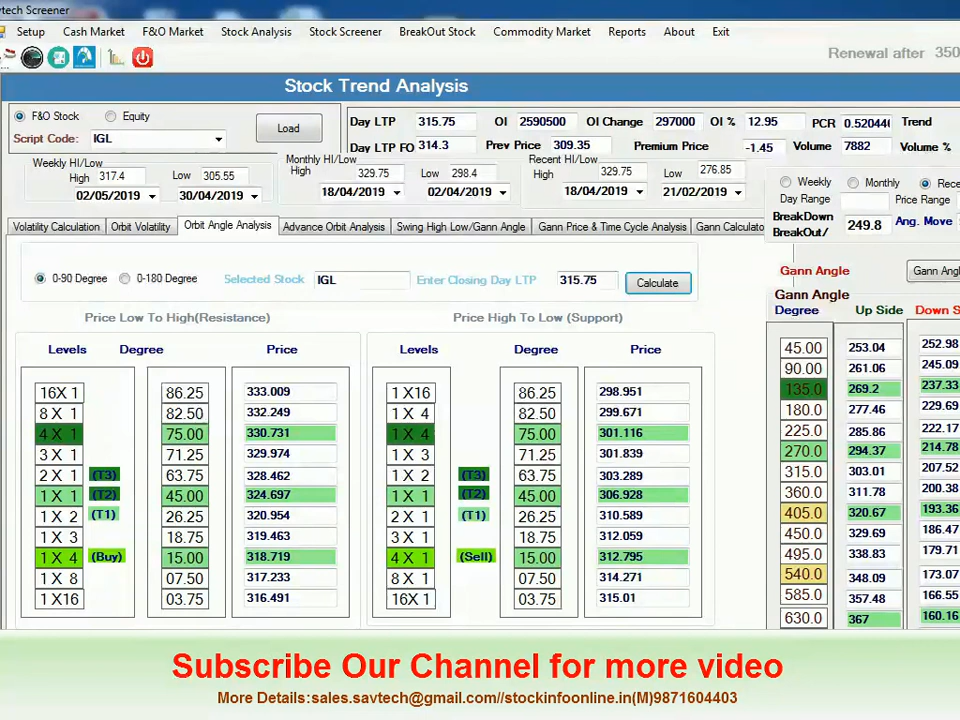 ytech Screener
Setup Cash Market F&O Market Stock Analysis Stock Screener BreakOut Stock Commodity Market Reports About Exit
Renewal after 350
Stock Trend Analysis
F&O Stock Equity
Script Code: IGL Load
Day LTP 315.75 OI 2590500 OI Change 297000 OI % 12.95 PCR 0.52044 Trend
Day LTP FO 314.3 Prev Price 309.35 Premium Price -1.45 Volume 7882 Volume %
Weekly HI/Low
High 317.4 Low 305.55
02/05/2019 30/04/2019
Monthly HI/Low
High 329.75 Low 298.4
18/04/2019 02/04/2019
Recent HI/Low
High 329.75 Low 276.85
18/04/2019 21/02/2019
Weekly Monthly Rece
Day Range Price Range
BreakDown
BreakOut/ 249.8 Ang. Move
Volatility Calculation Orbit Volatility Orbit Angle Analysis Advance Orbit Analysis Swing High Low/Gann Angle Gann Price & Time Cycle Analysis Gann Calculato
0-90 Degree 0-180 Degree Selected Stock IGL Enter Closing Day LTP 315.75 Calculate
Price Low To High(Resistance)
Levels Degree Price
16X 1 86.25 333.009
8 X 1 82.50 332.249
4 X 1 75.00 330.731
3 X 1 71.25 329.974
2 X 1 (T3) 63.75 328.462
1 X 1 (T2) 45.00 324.697
1 X 2 (T1) 26.25 320.954
1 X 3 18.75 319.463
1 X 4 (Buy) 15.00 318.719
1 X 8 07.50 317.233
1 X16 03.75 316.491
Price High To Low (Support)
Levels Degree Price
1 X16 86.25 298.951
1 X 4 82.50 299.671
1 X 4 75.00 301.116
1 X 3 71.25 301.839
1 X 2 (T3) 63.75 303.289
1 X 1 (T2) 45.00 306.928
2 X 1 (T1) 26.25 310.589
3 X 1 18.75 312.059
4 X 1 (Sell) 15.00 312.795
8 X 1 07.50 314.271
16X 1 03.75 315.01
Gann Angle Gann Angl
Gann Angle
Degree Up Side Down S
45.00 253.04 252.98
90.00 261.06 245.09
135.0 269.2 237.33
180.0 277.46 229.69
225.0 285.86 222.17
270.0 294.37 214.78
315.0 303.01 207.52
360.0 311.78 200.38
405.0 320.67 193.36
450.0 329.69 186.47
495.0 338.83 179.71
540.0 348.09 173.07
585.0 357.48 166.55
630.0 367 160.16
Subscribe Our Channel for more video
More Details:sales.savtech@gmail.com//stockinfoonline.in(M)9871604403